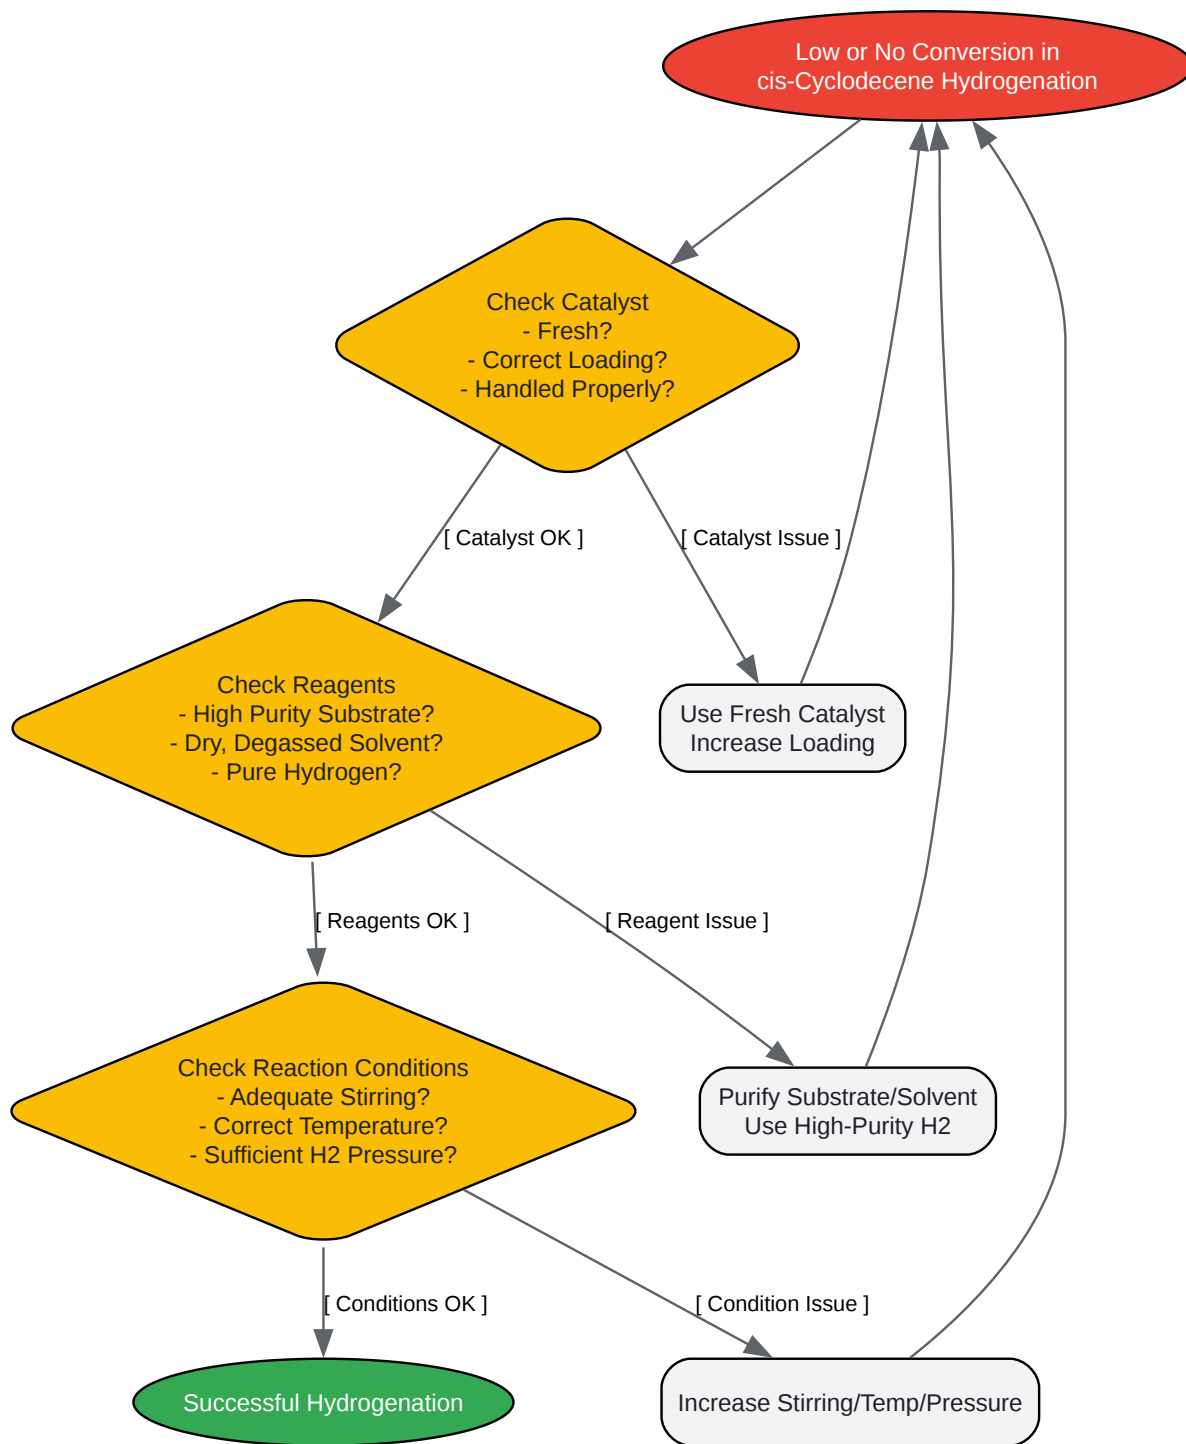 Low or No Conversion in
cis-Cyclodecene Hydrogenation
Check Catalyst
- Fresh?
- Correct Loading?
- Handled Properly?
[ Catalyst OK ]
[ Catalyst Issue ]
Check Reagents
- High Purity Substrate?
- Dry, Degassed Solvent?
- Pure Hydrogen?
Use Fresh Catalyst
Increase Loading
[ Reagents OK ]
[ Reagent Issue ]
Check Reaction Conditions
- Adequate Stirring?
- Correct Temperature?
- Sufficient H2 Pressure?
Purify Substrate/Solvent
Use High-Purity H2
[ Conditions OK ]
[ Condition Issue ]
Successful Hydrogenation
Increase Stirring/Temp/Pressure